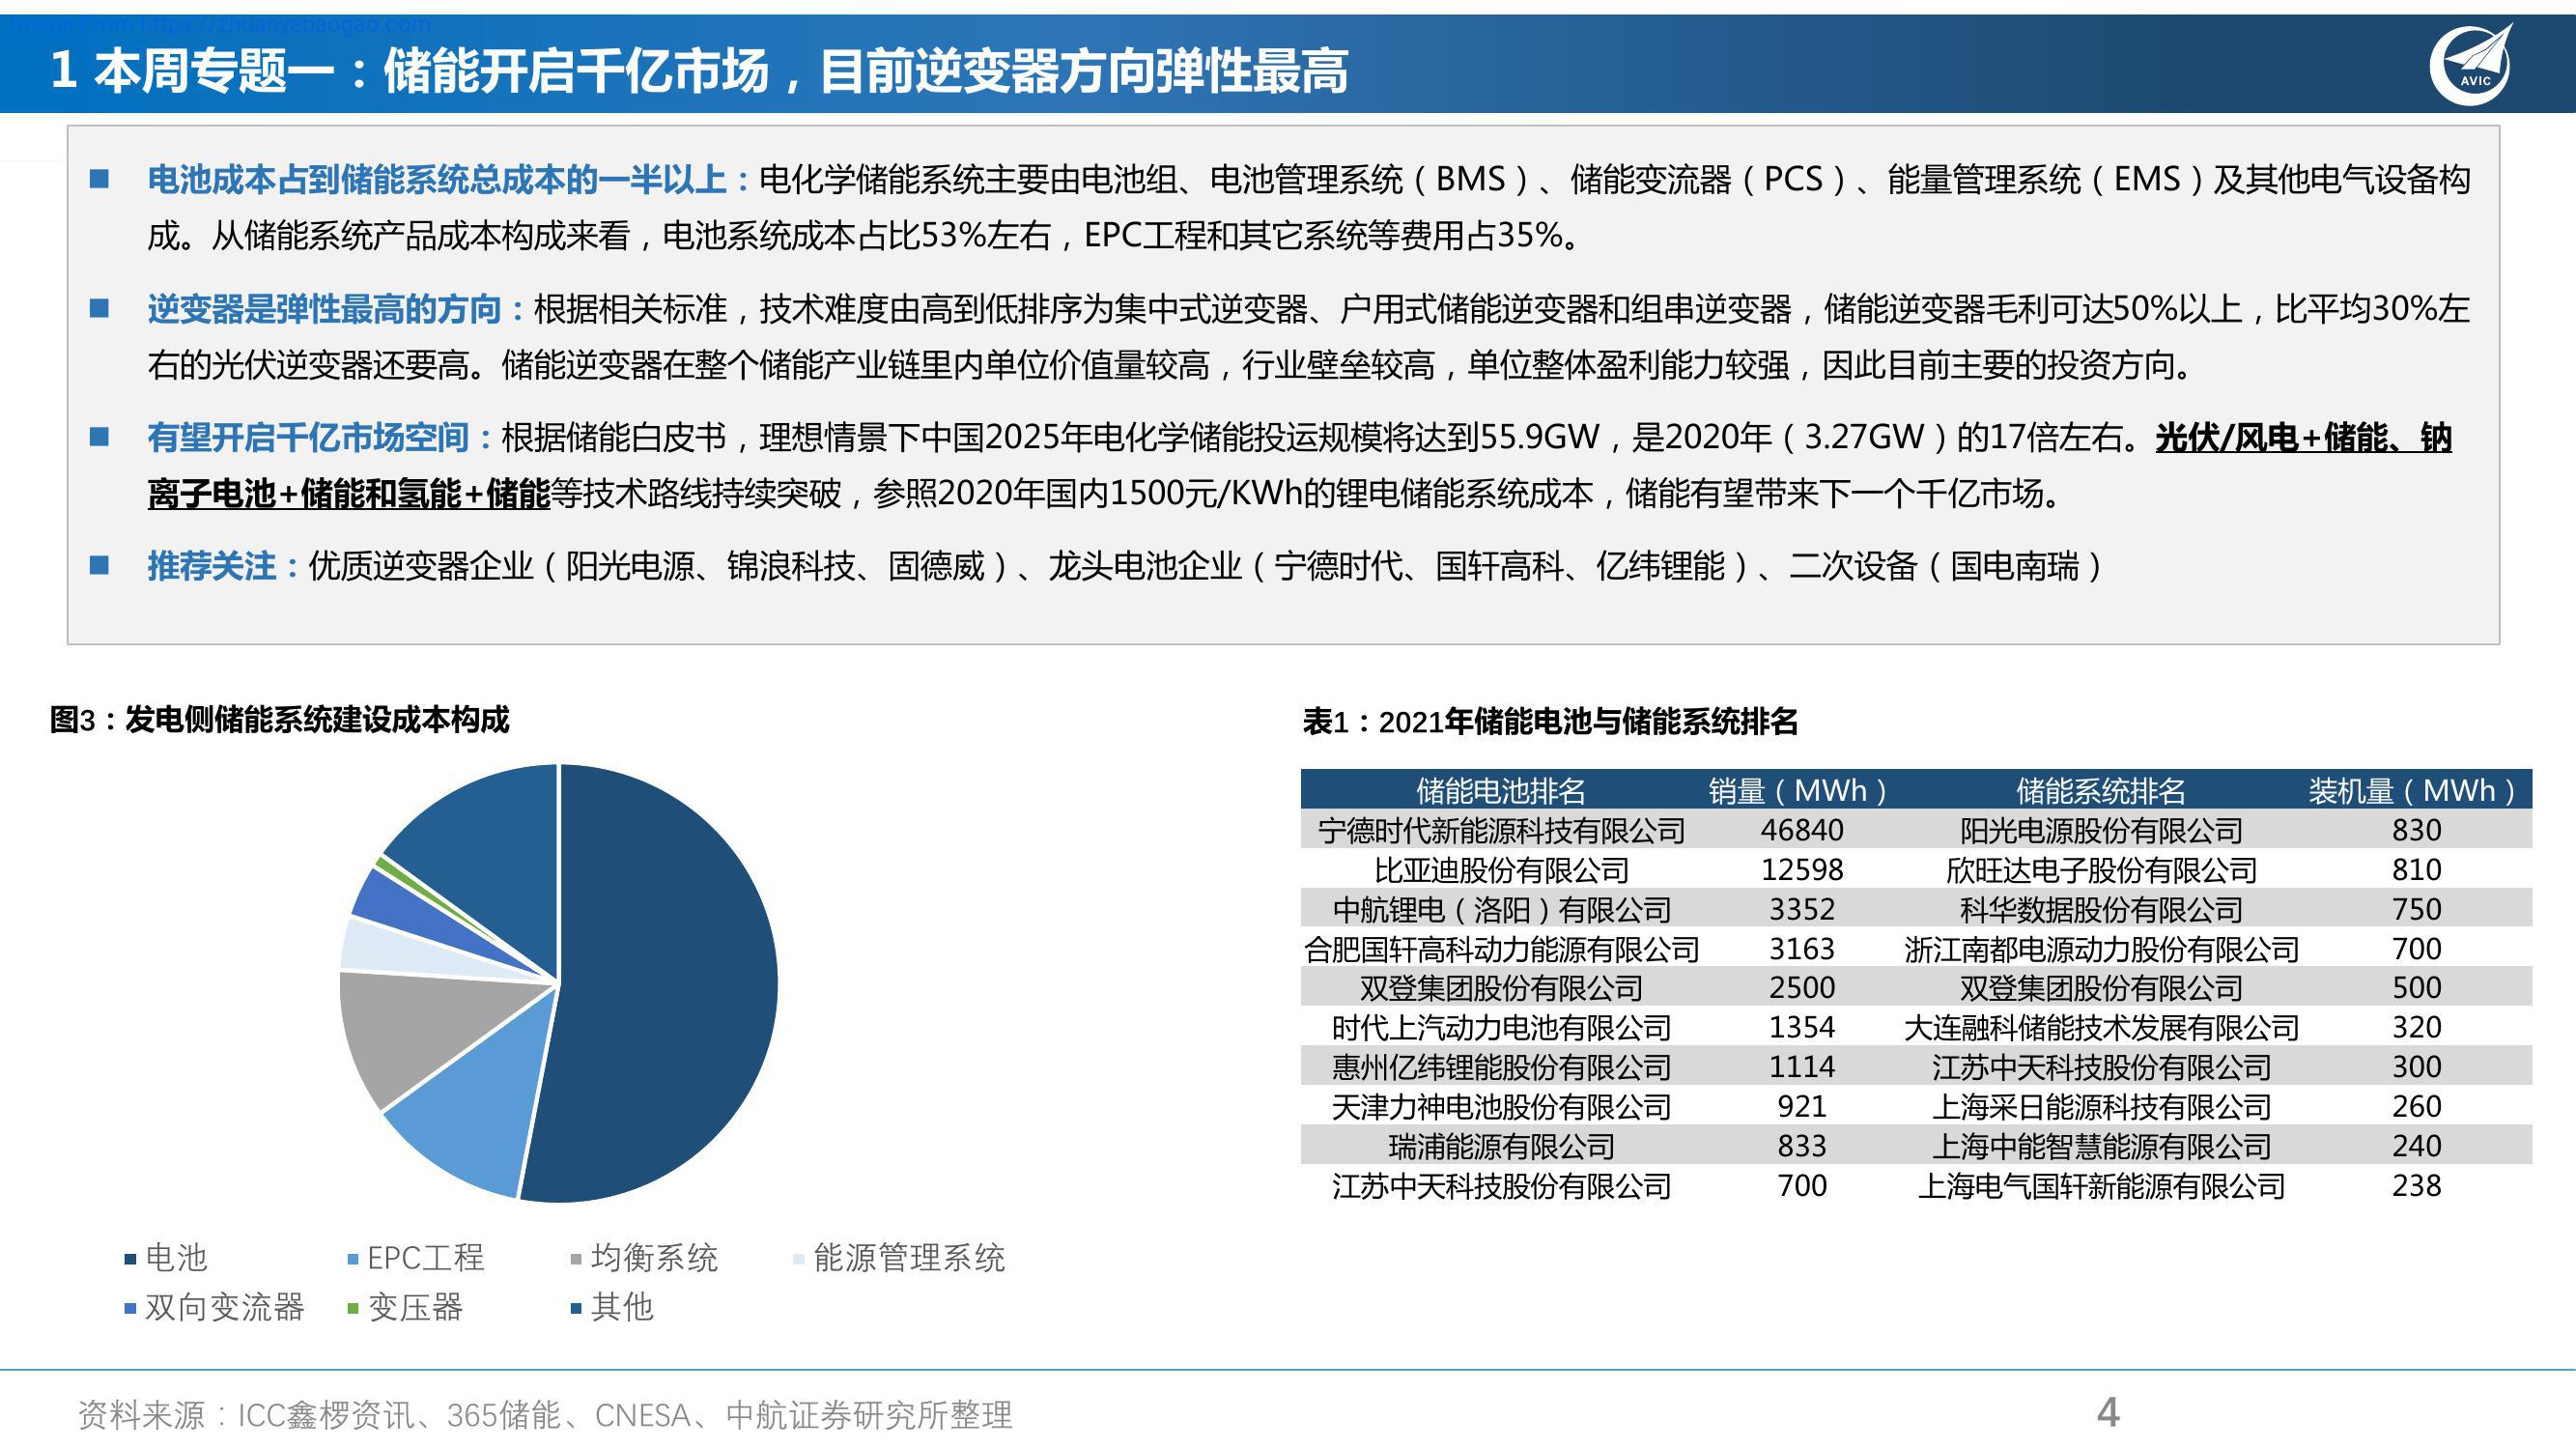 Image From https://zhuanyebaogao.com
1 本周专题一：储能开启千亿市场，目前逆变器方向弹性最高
AVIC
■ 电池成本占到储能系统总成本的一半以上：电化学储能系统主要由电池组、电池管理系统（BMS）、储能变流器（PCS）、能量管理系统（EMS）及其他电气设备构
成。从储能系统产品成本构成来看，电池系统成本占比53%左右，EPC工程和其它系统等费用占35%。
■ 逆变器是弹性最高的方向：根据相关标准，技术难度由高到低排序为集中式逆变器、户用式储能逆变器和组串逆变器，储能逆变器毛利可达50%以上，比平均30%左
右的光伏逆变器还要高。储能逆变器在整个储能产业链里内单位价值量较高，行业壁垒较高，单位整体盈利能力较强，因此目前主要的投资方向。
■ 有望开启千亿市场空间：根据储能白皮书，理想情景下中国2025年电化学储能投运规模将达到55.9GW，是2020年（3.27GW）的17倍左右。光伏/风电+储能、钠
离子电池+储能和氢能+储能等技术路线持续突破，参照2020年国内1500元/KWh的锂电储能系统成本，储能有望带来下一个千亿市场。
■ 推荐关注：优质逆变器企业（阳光电源、锦浪科技、固德威）、龙头电池企业（宁德时代、国轩高科、亿纬锂能）、二次设备（国电南瑞）
图3：发电侧储能系统建设成本构成
电池 EPC工程 均衡系统 能源管理系统
双向变流器 变压器 其他
表1：2021年储能电池与储能系统排名
储能电池排名 销量（MWh） 储能系统排名 装机量（MWh）
宁德时代新能源科技有限公司 46840 阳光电源股份有限公司 830
比亚迪股份有限公司 12598 欣旺达电子股份有限公司 810
中航锂电（洛阳）有限公司 3352 科华数据股份有限公司 750
合肥国轩高科动力能源有限公司 3163 浙江南都电源动力股份有限公司 700
双登集团股份有限公司 2500 双登集团股份有限公司 500
时代上汽动力电池有限公司 1354 大连融科储能技术发展有限公司 320
惠州亿纬锂能股份有限公司 1114 江苏中天科技股份有限公司 300
天津力神电池股份有限公司 921 上海采日能源科技有限公司 260
瑞浦能源有限公司 833 上海中能智慧能源有限公司 240
江苏中天科技股份有限公司 700 上海电气国轩新能源有限公司 238
资料来源：ICC鑫椤资讯、365储能、CNESA、中航证券研究所整理
4